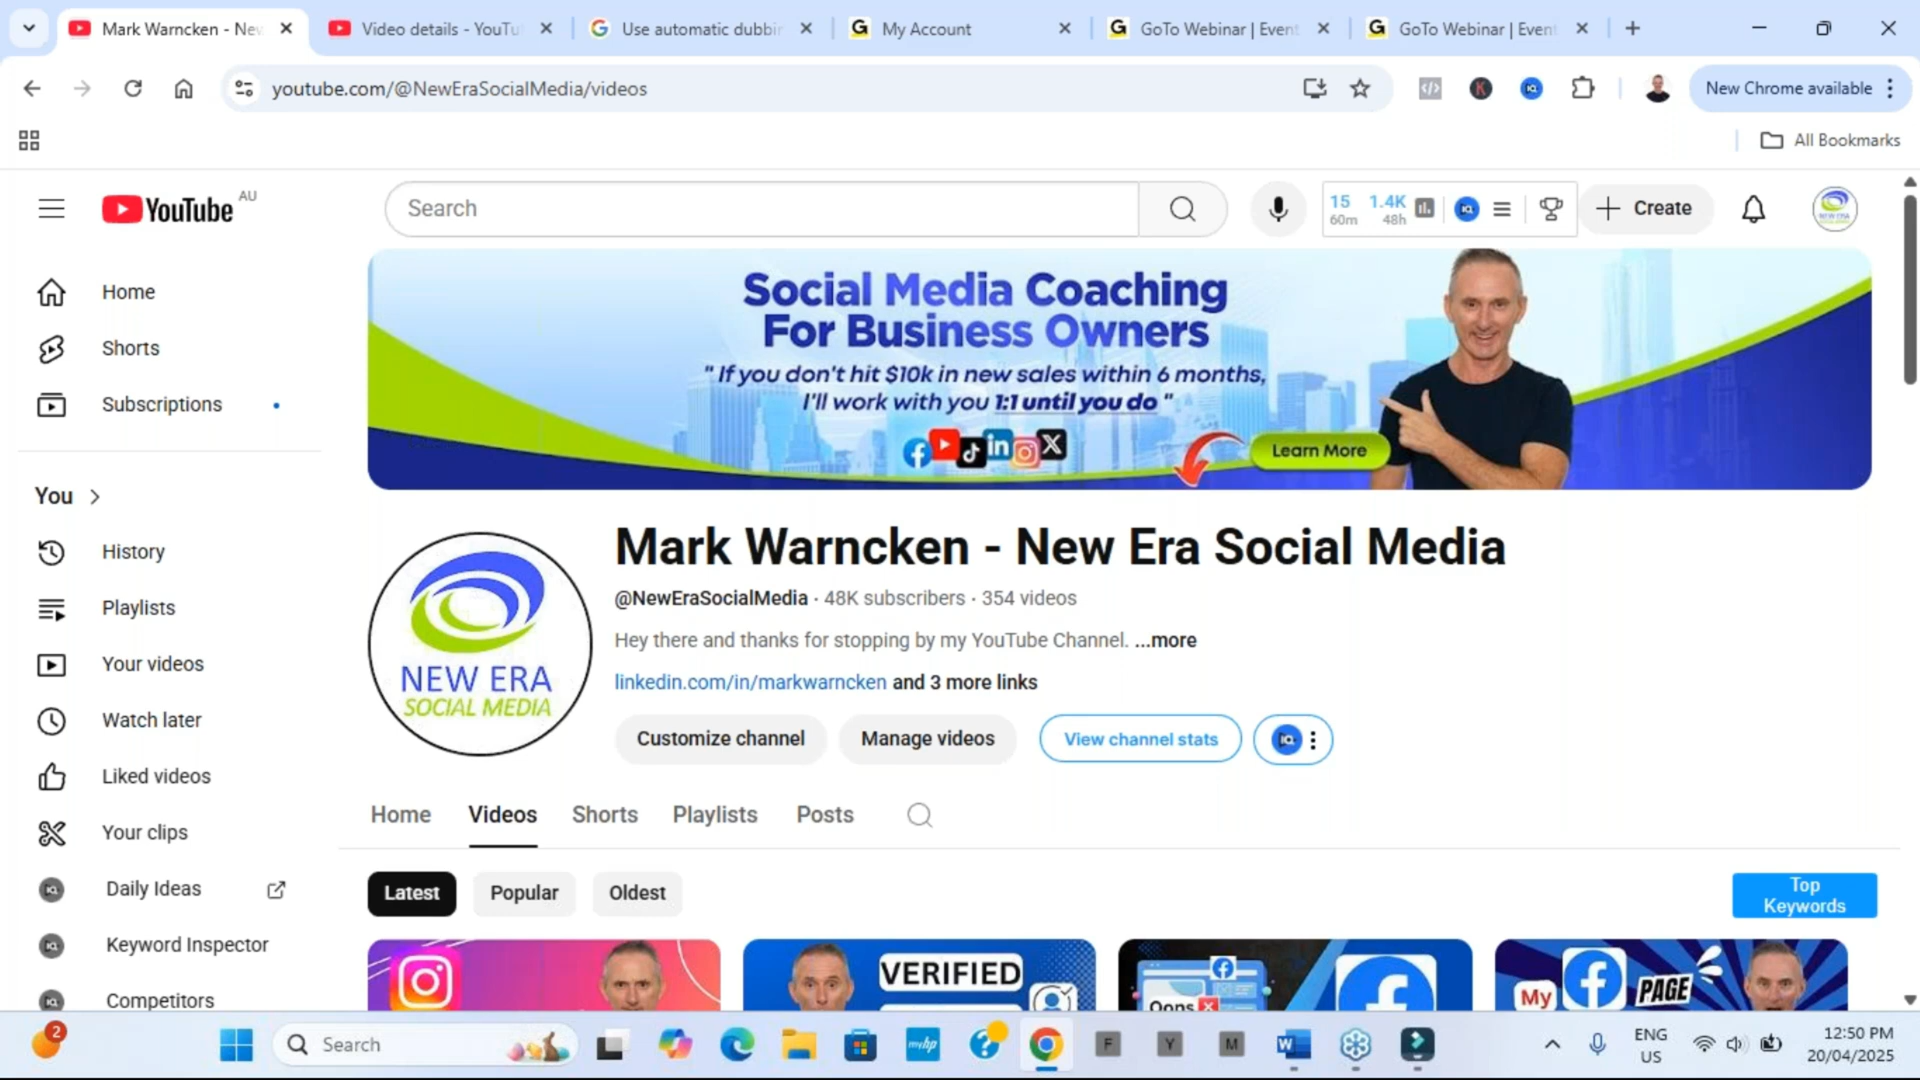 Mark Warncken - New
Video details - YouTu
Use automatic dubbin
My Account
GoTo Webinar | Event
GoTo Webinar | Event
youtube.com/@NewEraSocialMedia/videos
New Chrome available
All Bookmarks
YouTube AU
Search
15
60m
1.4K
48h
Create
Home
Shorts
Subscriptions
You
History
Playlists
Your videos
Watch later
Liked videos
Your clips
Daily Ideas
Keyword Inspector
Competitors
Social Media Coaching
For Business Owners
" If you don't hit $10k in new sales within 6 months,
I'll work with you 1:1 until you do "
Learn More
NEW ERA
SOCIAL MEDIA
Mark Warncken - New Era Social Media
@NewEraSocialMedia · 48K subscribers · 354 videos
Hey there and thanks for stopping by my YouTube Channel. ...more
linkedin.com/in/markwarncken and 3 more links
Customize channel
Manage videos
View channel stats
Home
Videos
Shorts
Playlists
Posts
Latest
Popular
Oldest
Top
Keywords
VERIFIED
Oops
My
PAGE
2
Search
F
Y
M
ENG
US
12:50 PM
20/04/2025